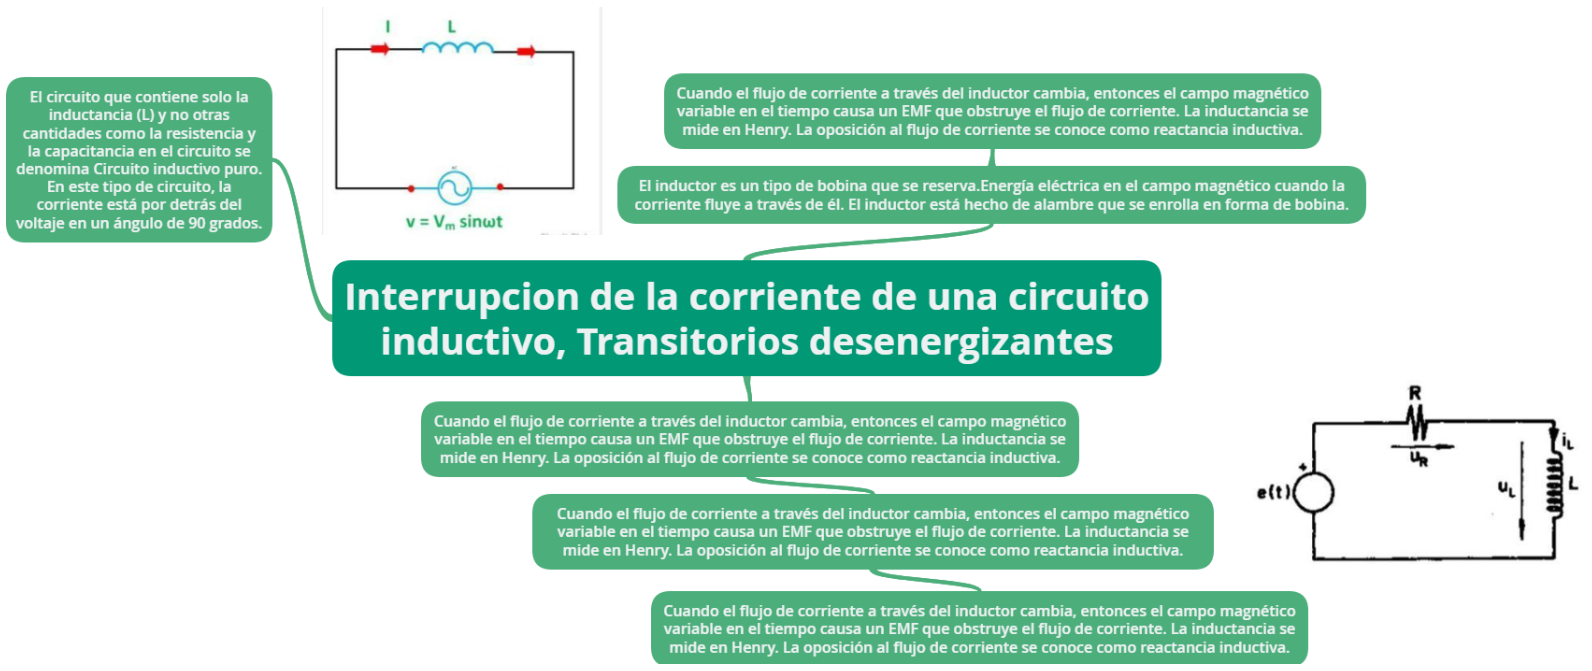 I
L
v = Vm sinωt
El circuito que contiene solo la
inductancia (L) y no otras
cantidades como la resistencia y
la capacitancia en el circuito se
denomina Circuito inductivo puro.
En este tipo de circuito, la
corriente está por detrás del
voltaje en un ángulo de 90 grados.
Cuando el flujo de corriente a través del inductor cambia, entonces el campo magnético
variable en el tiempo causa un EMF que obstruye el flujo de corriente. La inductancia se
mide en Henry. La oposición al flujo de corriente se conoce como reactancia inductiva.
El inductor es un tipo de bobina que se reserva.Energía eléctrica en el campo magnético cuando la
corriente fluye a través de él. El inductor está hecho de alambre que se enrolla en forma de bobina.
Interrupcion de la corriente de una circuito
inductivo, Transitorios desenergizantes
Cuando el flujo de corriente a través del inductor cambia, entonces el campo magnético
variable en el tiempo causa un EMF que obstruye el flujo de corriente. La inductancia se
mide en Henry. La oposición al flujo de corriente se conoce como reactancia inductiva.
Cuando el flujo de corriente a través del inductor cambia, entonces el campo magnético
variable en el tiempo causa un EMF que obstruye el flujo de corriente. La inductancia se
mide en Henry. La oposición al flujo de corriente se conoce como reactancia inductiva.
Cuando el flujo de corriente a través del inductor cambia, entonces el campo magnético
variable en el tiempo causa un EMF que obstruye el flujo de corriente. La inductancia se
mide en Henry. La oposición al flujo de corriente se conoce como reactancia inductiva.
R
uR
iL
+
e(t)
uL
L